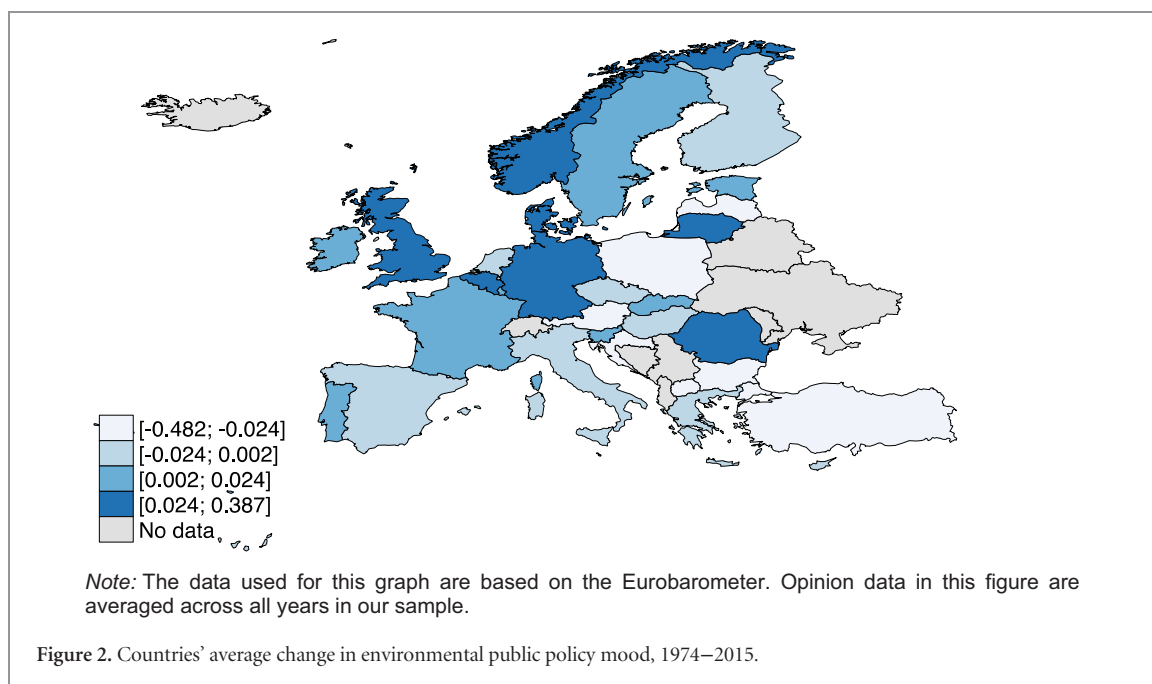 [-0.482; -0.024]
[-0.024; 0.002]
[0.002; 0.024]
[0.024; 0.387]
No data
Note: The data used for this graph are based on the Eurobarometer. Opinion data in this figure are
averaged across all years in our sample.
Figure 2. Countries' average change in environmental public policy mood, 1974–2015.